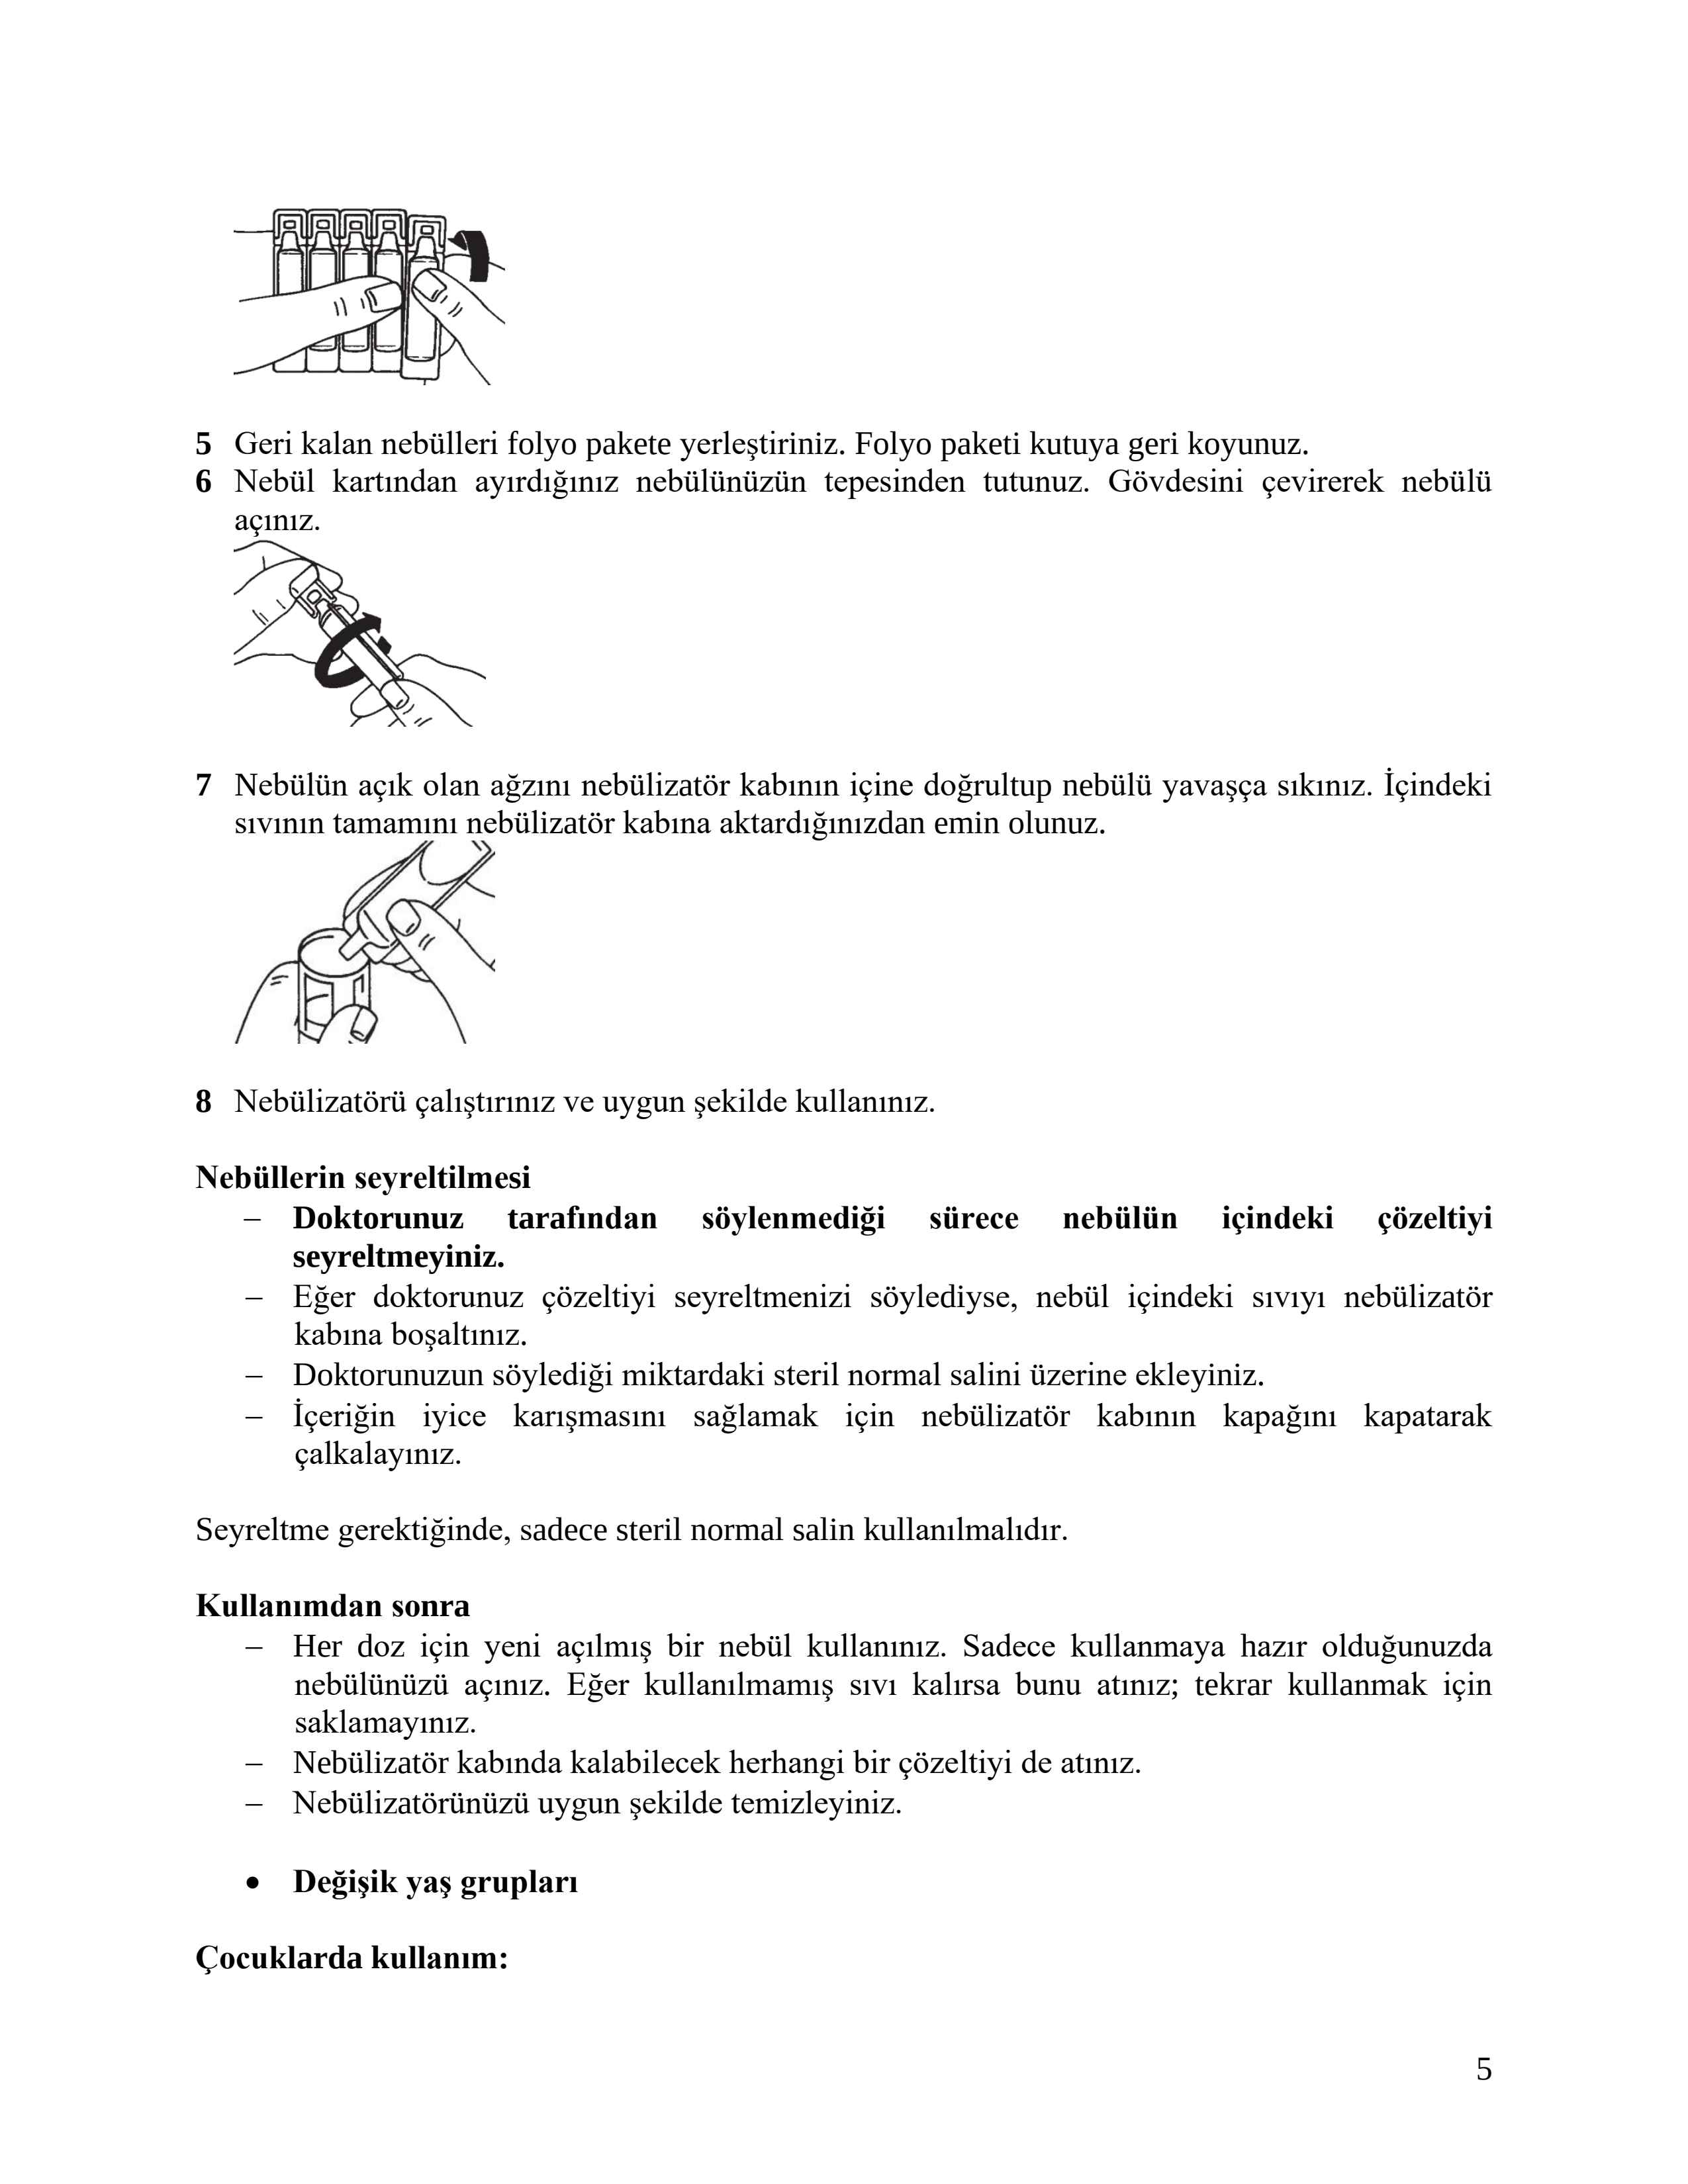 5 Geri kalan nebülleri folyo pakete yerleştiriniz. Folyo paketi kutuya geri koyunuz.
6 Nebül kartından ayırdığınız nebülünüzün tepesinden tutunuz. Gövdesini çevirerek nebülü
açınız.
7 Nebülün açık olan ağzını nebülizatör kabının içine doğrultup nebülü yavaşça sıkınız. İçindeki
sıvının tamamını nebülizatör kabına aktardığınızdan emin olunuz.
8 Nebülizatörü çalıştırınız ve uygun şekilde kullanınız.
Nebüllerin seyreltilmesi
– Doktorunuz tarafından söylenmediği sürece nebülün içindeki çözeltiyi
seyreltmeyiniz.
– Eğer doktorunuz çözeltiyi seyreltmenizi söylediyse, nebül içindeki sıvıyı nebülizatör
kabına boşaltınız.
– Doktorunuzun söylediği miktardaki steril normal salini üzerine ekleyiniz.
– İçeriğin iyice karışmasını sağlamak için nebülizatör kabının kapağını kapatarak
çalkalayınız.
Seyreltme gerektiğinde, sadece steril normal salin kullanılmalıdır.
Kullanımdan sonra
– Her doz için yeni açılmış bir nebül kullanınız. Sadece kullanmaya hazır olduğunuzda
nebülünüzü açınız. Eğer kullanılmamış sıvı kalırsa bunu atınız; tekrar kullanmak için
saklamayınız.
– Nebülizatör kabında kalabilecek herhangi bir çözeltiyi de atınız.
– Nebülizatörünüzü uygun şekilde temizleyiniz.
• Değişik yaş grupları
Çocuklarda kullanım:
5